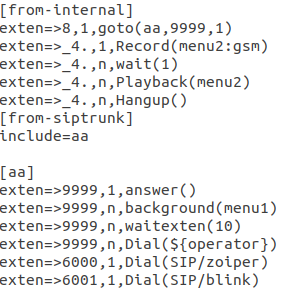 [from-internal]
exten=>8,1,goto(aa,9999,1)
exten=>_4.,1,Record(menu2:gsm)
exten=>_4.,n,wait(1)
exten=>_4.,n,Playback(menu2)
exten=>_4.,n,Hangup()
[from-siptrunk]
include=aa
[aa]
exten=>9999,1,answer()
exten=>9999,n,background(menu1)
exten=>9999,n,waitexten(10)
exten=>9999,n,Dial(${operator})
exten=>6000,1,Dial(SIP/zoiper)
exten=>6001,1,Dial(SIP/blink)